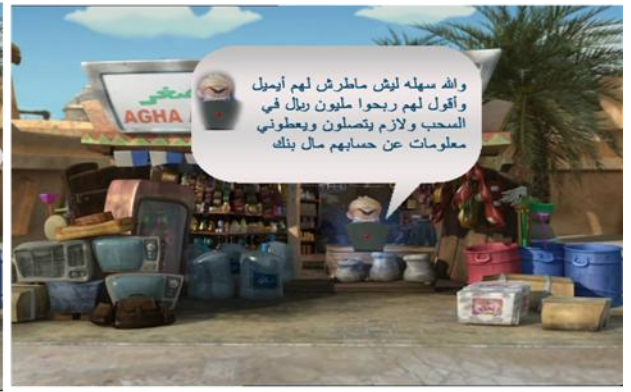 أصغر
AGHA
والله سهله ليش ماطرش لهم أيميل
وأقول لهم ربحوا مليون ريال في
السحب ولازم يتصلون ويعطوني
معلومات عن حسابهم مال بنك